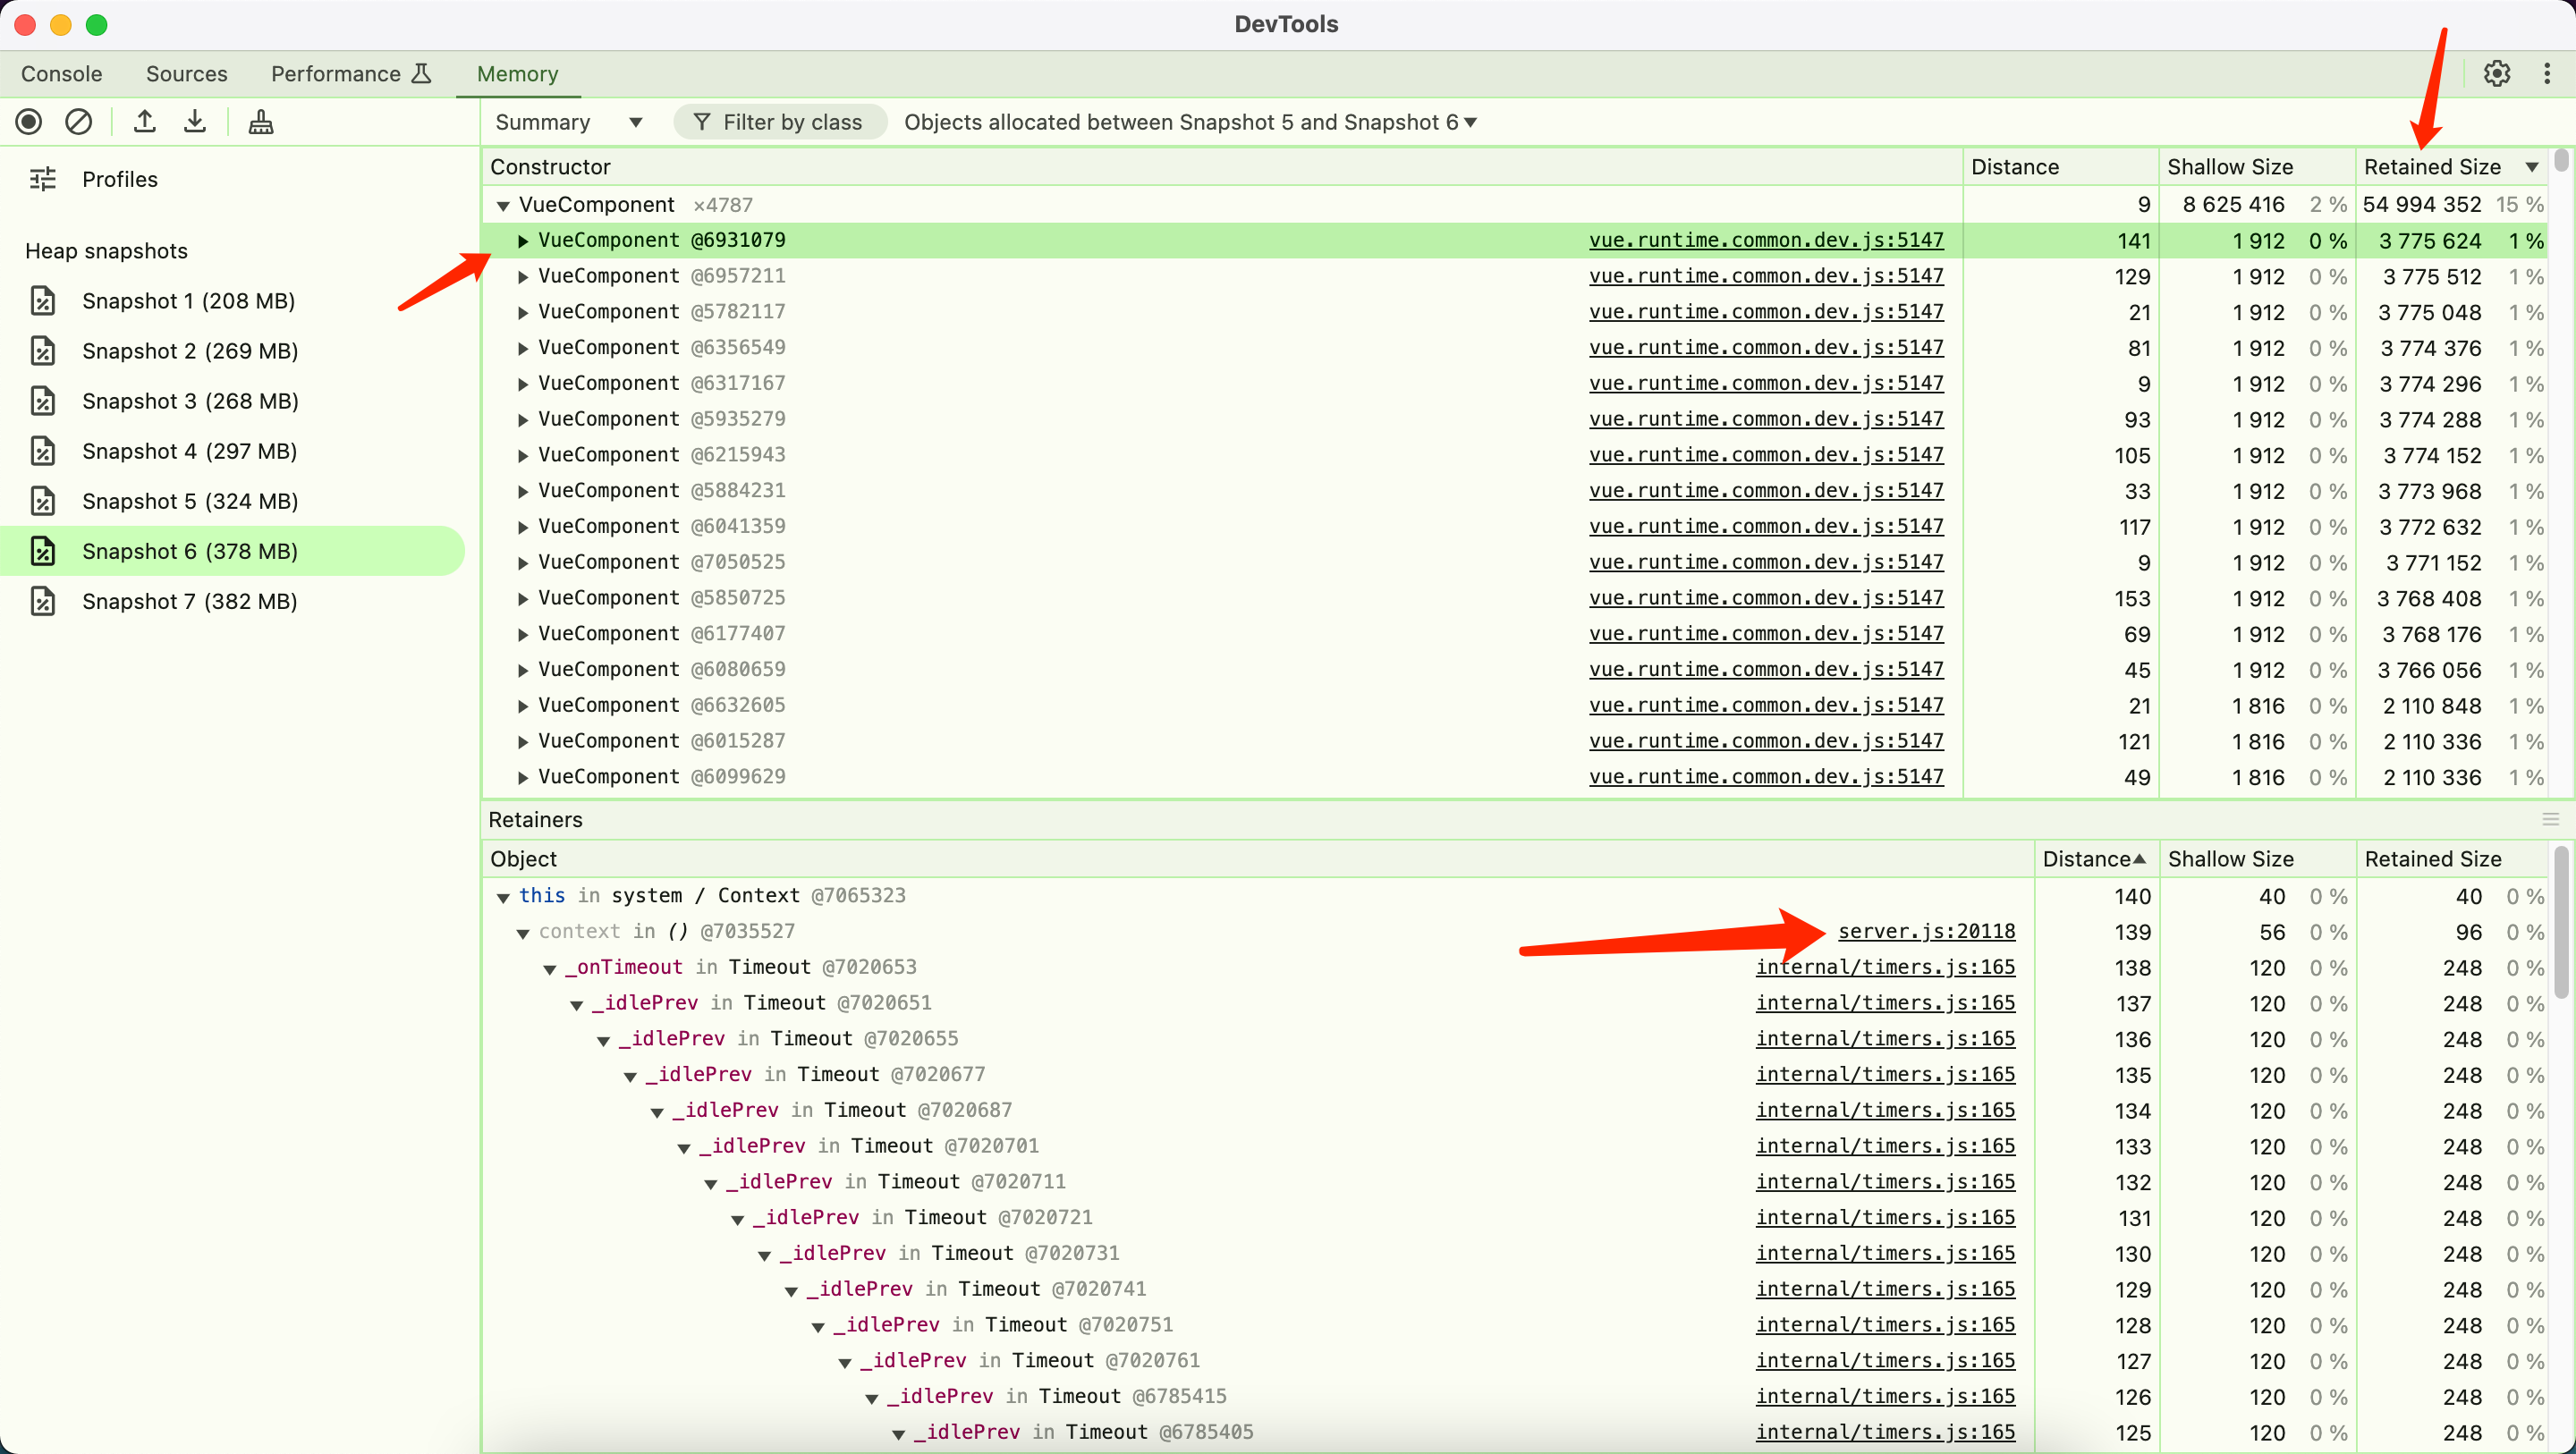 DevTools
Console Sources Performance Memory
Summary ▼ Filter by class Objects allocated between Snapshot 5 and Snapshot 6▼
Profiles
Heap snapshots
Snapshot 1 (208 MB)
Snapshot 2 (269 MB)
Snapshot 3 (268 MB)
Snapshot 4 (297 MB)
Snapshot 5 (324 MB)
Snapshot 6 (378 MB)
Snapshot 7 (382 MB)
Constructor Distance Shallow Size Retained Size ▼
▼ VueComponent ×4787 9 8 625 416 2 % 54 994 352 15 %
▶ VueComponent @6931079 vue.runtime.common.dev.js:5147 141 1 912 0 % 3 775 624 1 %
▶ VueComponent @6957211 vue.runtime.common.dev.js:5147 129 1 912 0 % 3 775 512 1 %
▶ VueComponent @5782117 vue.runtime.common.dev.js:5147 21 1 912 0 % 3 775 048 1 %
▶ VueComponent @6356549 vue.runtime.common.dev.js:5147 81 1 912 0 % 3 774 376 1 %
▶ VueComponent @6317167 vue.runtime.common.dev.js:5147 9 1 912 0 % 3 774 296 1 %
▶ VueComponent @5935279 vue.runtime.common.dev.js:5147 93 1 912 0 % 3 774 288 1 %
▶ VueComponent @6215943 vue.runtime.common.dev.js:5147 105 1 912 0 % 3 774 152 1 %
▶ VueComponent @5884231 vue.runtime.common.dev.js:5147 33 1 912 0 % 3 773 968 1 %
▶ VueComponent @6041359 vue.runtime.common.dev.js:5147 117 1 912 0 % 3 772 632 1 %
▶ VueComponent @7050525 vue.runtime.common.dev.js:5147 9 1 912 0 % 3 771 152 1 %
▶ VueComponent @5850725 vue.runtime.common.dev.js:5147 153 1 912 0 % 3 768 408 1 %
▶ VueComponent @6177407 vue.runtime.common.dev.js:5147 69 1 912 0 % 3 768 176 1 %
▶ VueComponent @6080659 vue.runtime.common.dev.js:5147 45 1 912 0 % 3 766 056 1 %
▶ VueComponent @6632605 vue.runtime.common.dev.js:5147 21 1 816 0 % 2 110 848 1 %
▶ VueComponent @6015287 vue.runtime.common.dev.js:5147 121 1 816 0 % 2 110 336 1 %
▶ VueComponent @6099629 vue.runtime.common.dev.js:5147 49 1 816 0 % 2 110 336 1 %
Retainers
Object Distance▲ Shallow Size Retained Size
▼ this in system / Context @7065323 140 40 0 % 40 0 %
▼ context in () @7035527 server.js:20118 139 56 0 % 96 0 %
▼ _onTimeout in Timeout @7020653 internal/timers.js:165 138 120 0 % 248 0 %
▼ _idlePrev in Timeout @7020651 internal/timers.js:165 137 120 0 % 248 0 %
▼ _idlePrev in Timeout @7020655 internal/timers.js:165 136 120 0 % 248 0 %
▼ _idlePrev in Timeout @7020677 internal/timers.js:165 135 120 0 % 248 0 %
▼ _idlePrev in Timeout @7020687 internal/timers.js:165 134 120 0 % 248 0 %
▼ _idlePrev in Timeout @7020701 internal/timers.js:165 133 120 0 % 248 0 %
▼ _idlePrev in Timeout @7020711 internal/timers.js:165 132 120 0 % 248 0 %
▼ _idlePrev in Timeout @7020721 internal/timers.js:165 131 120 0 % 248 0 %
▼ _idlePrev in Timeout @7020731 internal/timers.js:165 130 120 0 % 248 0 %
▼ _idlePrev in Timeout @7020741 internal/timers.js:165 129 120 0 % 248 0 %
▼ _idlePrev in Timeout @7020751 internal/timers.js:165 128 120 0 % 248 0 %
▼ _idlePrev in Timeout @7020761 internal/timers.js:165 127 120 0 % 248 0 %
▼ _idlePrev in Timeout @6785415 internal/timers.js:165 126 120 0 % 248 0 %
▼ _idlePrev in Timeout @6785405 internal/timers.js:165 125 120 0 % 248 0 %